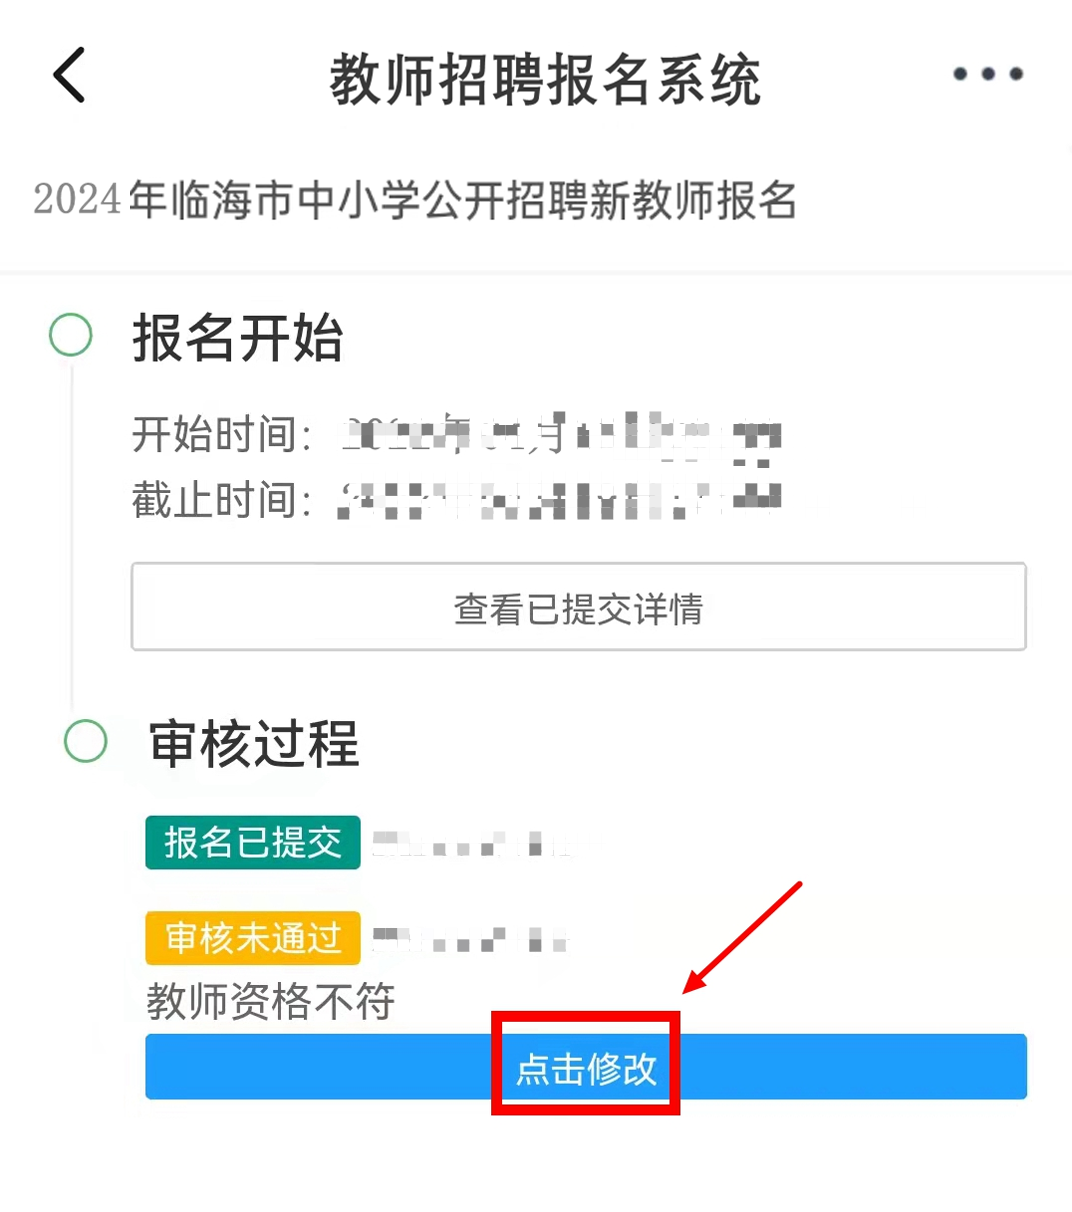 教师招聘报名系统
2024年临海市中小学公开招聘新教师报名
报名开始
开始时间：
截止时间：
查看已提交详情
审核过程
报名已提交
审核未通过
教师资格不符
点击修改